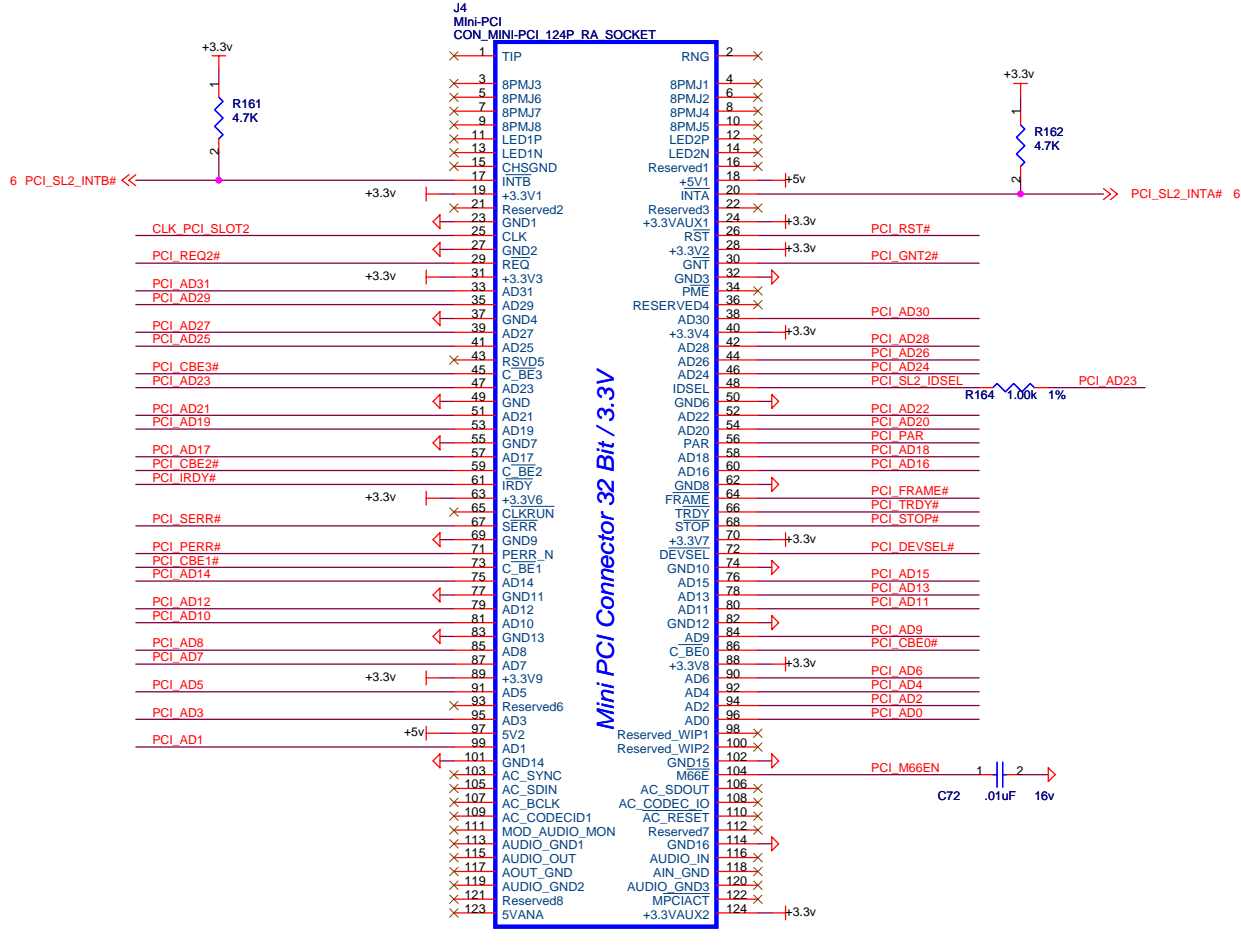 J4
MIni-PCI
CON_MINI-PCI_124P_RA_SOCKET
+3.3v
1
R161
4.7K
2
+3.3v
1
R162
4.7K
2
6 PCI_SL2_INTB#
PCI_SL2_INTA# 6
1 TIP RNG 2
3 8PMJ3 8PMJ1 4
5 8PMJ6 8PMJ2 6
7 8PMJ7 8PMJ4 8
9 8PMJ8 8PMJ5 10
11 LED1P LED2P 12
13 LED1N LED2N 14
15 CHSGND Reserved1 16
17 INTB +5V1 18 +5v
+3.3v 19 +3.3V1 INTA 20
21 Reserved2 Reserved3 22
23 GND1 +3.3VAUX1 24 +3.3v
CLK_PCI_SLOT2 25 CLK RST 26 PCI_RST#
27 GND2 +3.3V2 28 +3.3v
PCI_REQ2# 29 REQ GNT 30 PCI_GNT2#
+3.3v 31 +3.3V3 GND3 32
PCI_AD31 33 AD31 PME 34
PCI_AD29 35 AD29 RESERVED4 36
37 GND4 AD30 38 PCI_AD30
PCI_AD27 39 AD27 +3.3V4 40 +3.3v
PCI_AD25 41 AD25 AD28 42 PCI_AD28
43 RSVD5 AD26 44 PCI_AD26
PCI_CBE3# 45 C_BE3 AD24 46 PCI_AD24
PCI_AD23 47 AD23 IDSEL 48 PCI_SL2_IDSEL R164 1.00k 1% PCI_AD23
49 GND GND6 50
PCI_AD21 51 AD21 AD22 52 PCI_AD22
PCI_AD19 53 AD19 AD20 54 PCI_AD20
55 GND7 PAR 56 PCI_PAR
PCI_AD17 57 AD17 AD18 58 PCI_AD18
PCI_CBE2# 59 C_BE2 AD16 60 PCI_AD16
PCI_IRDY# 61 IRDY GND8 62
+3.3v 63 +3.3V6 FRAME 64 PCI_FRAME#
65 CLKRUN TRDY 66 PCI_TRDY#
PCI_SERR# 67 SERR STOP 68 PCI_STOP#
69 GND9 +3.3V7 70 +3.3v
PCI_PERR# 71 PERR_N DEVSEL 72 PCI_DEVSEL#
PCI_CBE1# 73 C_BE1 GND10 74
PCI_AD14 75 AD14 AD15 76 PCI_AD15
77 GND11 AD13 78 PCI_AD13
PCI_AD12 79 AD12 AD11 80 PCI_AD11
PCI_AD10 81 AD10 GND12 82
83 GND13 AD9 84 PCI_AD9
PCI_AD8 85 AD8 C_BE0 86 PCI_CBE0#
PCI_AD7 87 AD7 +3.3V8 88 +3.3v
+3.3v 89 +3.3V9 AD6 90 PCI_AD6
PCI_AD5 91 AD5 AD4 92 PCI_AD4
93 Reserved6 AD2 94 PCI_AD2
PCI_AD3 95 AD3 AD0 96 PCI_AD0
+5v 97 5V2 Reserved_WIP1 98
PCI_AD1 99 AD1 Reserved_WIP2 100
101 GND14 GND15 102
103 AC_SYNC M66E 104 PCI_M66EN 1 2
105 AC_SDIN AC_SDOUT 106
C72 .01uF 16v
107 AC_BCLK AC_CODEC_IO 108
109 AC_CODECID1 AC_RESET 110
111 MOD_AUDIO_MON Reserved7 112
113 AUDIO_GND1 GND16 114
115 AUDIO_OUT AUDIO_IN 116
117 AOUT_GND AIN_GND 118
119 AUDIO_GND2 AUDIO_GND3 120
121 Reserved8 MPCIACT 122
123 5VANA +3.3VAUX2 124 +3.3v
Mini PCI Connector 32 Bit / 3.3V